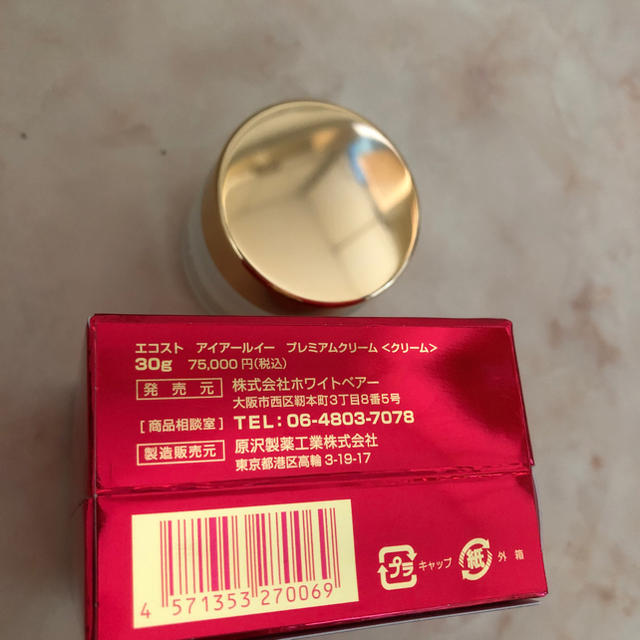 エコスト アイアールイー プレミアムクリーム〈クリーム〉
30g 75,000円(税込)
発売元 株式会社ホワイトベアー
大阪市西区靭本町3丁目8番5号
[商品相談室] TEL:06-4803-7078
製造販売元 原沢製薬工業株式会社
東京都港区高輪3-19-17
プラ キャップ 紙 外箱
4 571353 270069